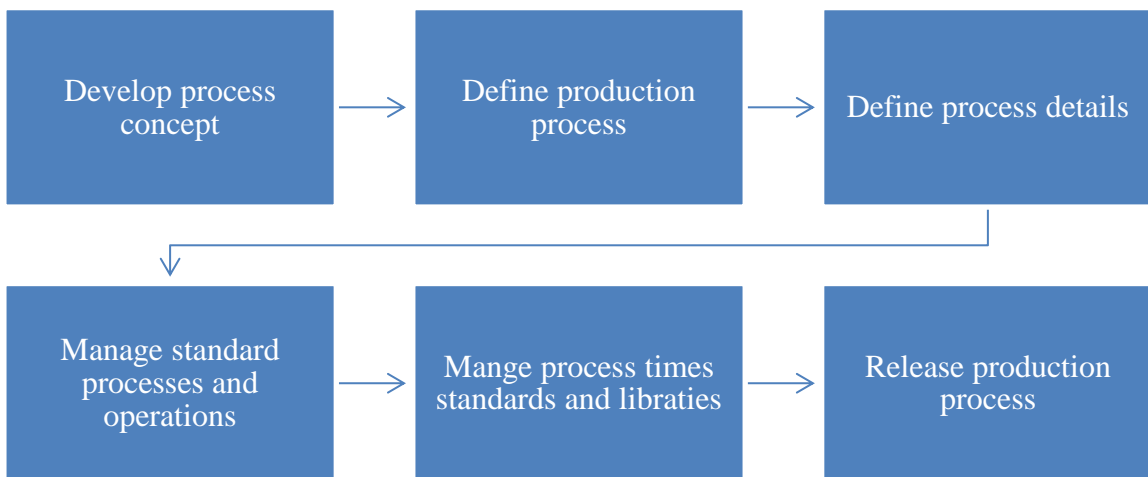 Develop process
concept
Define production
process
Define process details
Manage standard
processes and
operations
Mange process times
standards and libraties
Release production
process